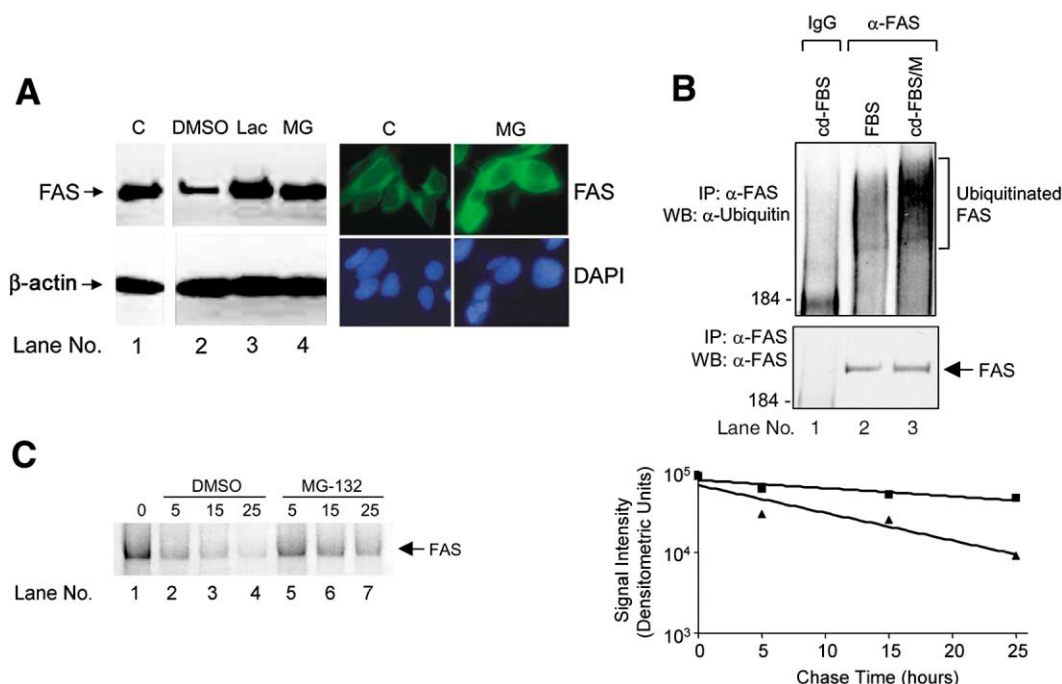 A
C DMSO Lac MG
FAS
β-actin
Lane No. 1 2 3 4
C MG
FAS
DAPI
B
IgG α-FAS
cd-FBS FBS cd-FBS/M
IP: α-FAS
WB: α-Ubiquitin
Ubiquitinated
FAS
184 -
IP: α-FAS
WB: α-FAS
FAS
184 -
Lane No. 1 2 3
C
DMSO MG-132
0 5 15 25 5 15 25
FAS
Lane No. 1 2 3 4 5 6 7
Signal Intensity
(Densitometric Units)
10⁵
10⁴
10³
0 5 10 15 20 25
Chase Time (hours)